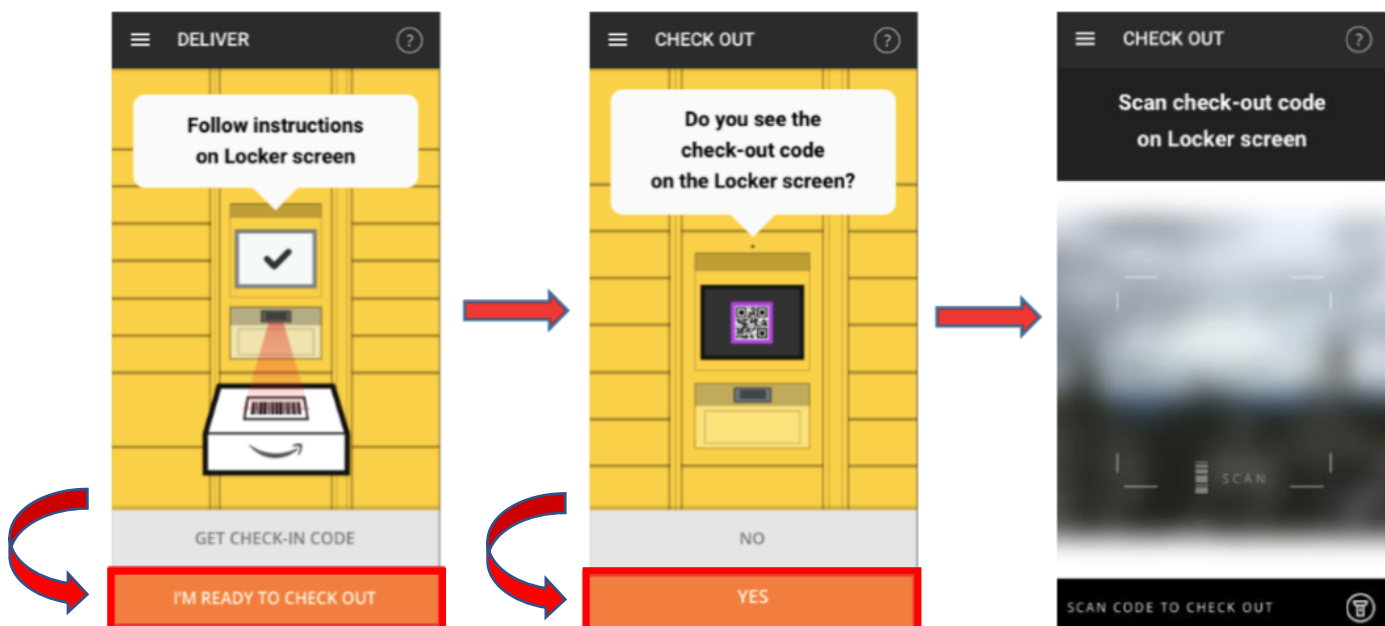 DELIVER
?
Follow instructions
on Locker screen
GET CHECK-IN CODE
I'M READY TO CHECK OUT
CHECK OUT
?
Do you see the
check-out code
on the Locker screen?
NO
YES
CHECK OUT
?
Scan check-out code
on Locker screen
SCAN
SCAN CODE TO CHECK OUT